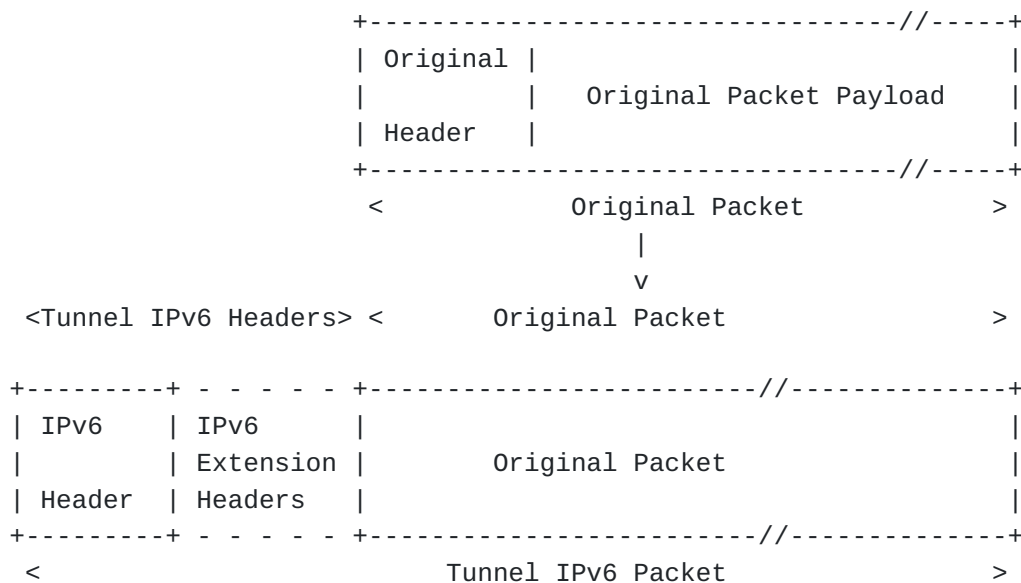 +----------------------------------//-----+
                      | Original |                              |
                      |          |   Original Packet Payload    |
                      | Header   |                              |
                      +----------------------------------//-----+
                       <            Original Packet            >
                                        |
                                        v
 <Tunnel IPv6 Headers> <       Original Packet                 >

+---------+ - - - - - +-------------------------//--------------+
| IPv6    | IPv6      |                                         |
|         | Extension |        Original Packet                  |
| Header  | Headers   |                                         |
+---------+ - - - - - +-------------------------//--------------+
 <                          Tunnel IPv6 Packet                 >